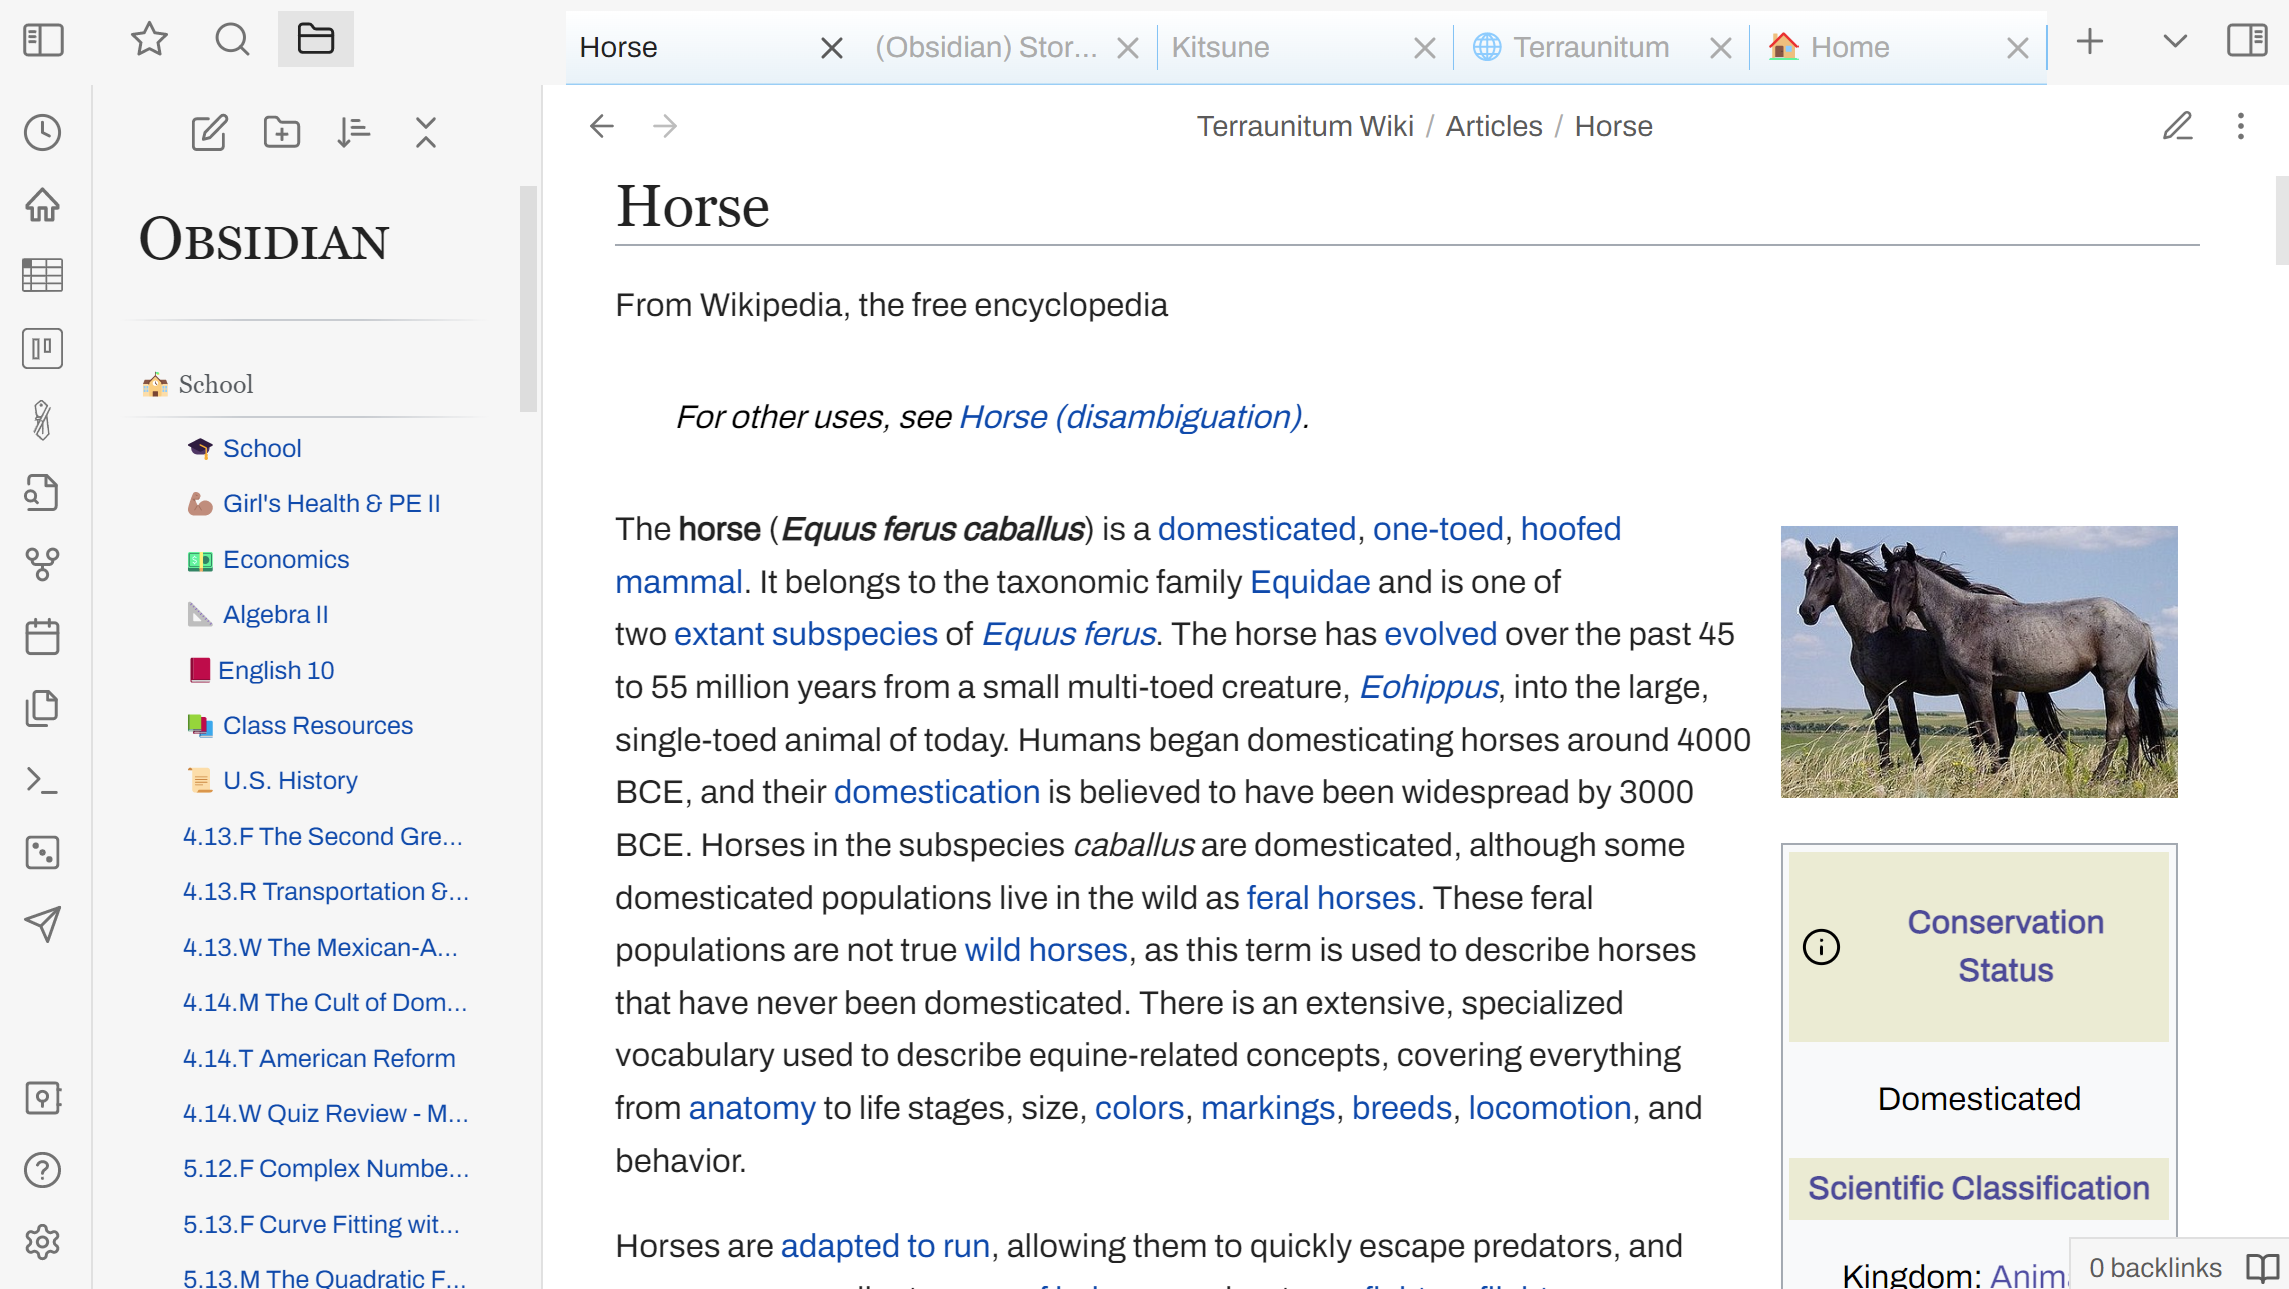 Horse
(Obsidian) Stor...
Kitsune
Terraunitum
Home
Terraunitum Wiki / Articles / Horse
OBSIDIAN
School
School
Girl's Health & PE II
Economics
Algebra II
English 10
Class Resources
U.S. History
4.13.F The Second Gre...
4.13.R Transportation &...
4.13.W The Mexican-A...
4.14.M The Cult of Dom...
4.14.T American Reform
4.14.W Quiz Review - M...
5.12.F Complex Numbe...
5.13.F Curve Fitting wit...
5.13.M The Quadratic F...
Horse
From Wikipedia, the free encyclopedia
For other uses, see Horse (disambiguation).
The horse (Equus ferus caballus) is a domesticated, one-toed, hoofed
mammal. It belongs to the taxonomic family Equidae and is one of
two extant subspecies of Equus ferus. The horse has evolved over the past 45
to 55 million years from a small multi-toed creature, Eohippus, into the large,
single-toed animal of today. Humans began domesticating horses around 4000
BCE, and their domestication is believed to have been widespread by 3000
BCE. Horses in the subspecies caballus are domesticated, although some
domesticated populations live in the wild as feral horses. These feral
populations are not true wild horses, as this term is used to describe horses
that have never been domesticated. There is an extensive, specialized
vocabulary used to describe equine-related concepts, covering everything
from anatomy to life stages, size, colors, markings, breeds, locomotion, and
behavior.
Horses are adapted to run, allowing them to quickly escape predators, and
Conservation
Status
Domesticated
Scientific Classification
Kingdom: Anim
0 backlinks